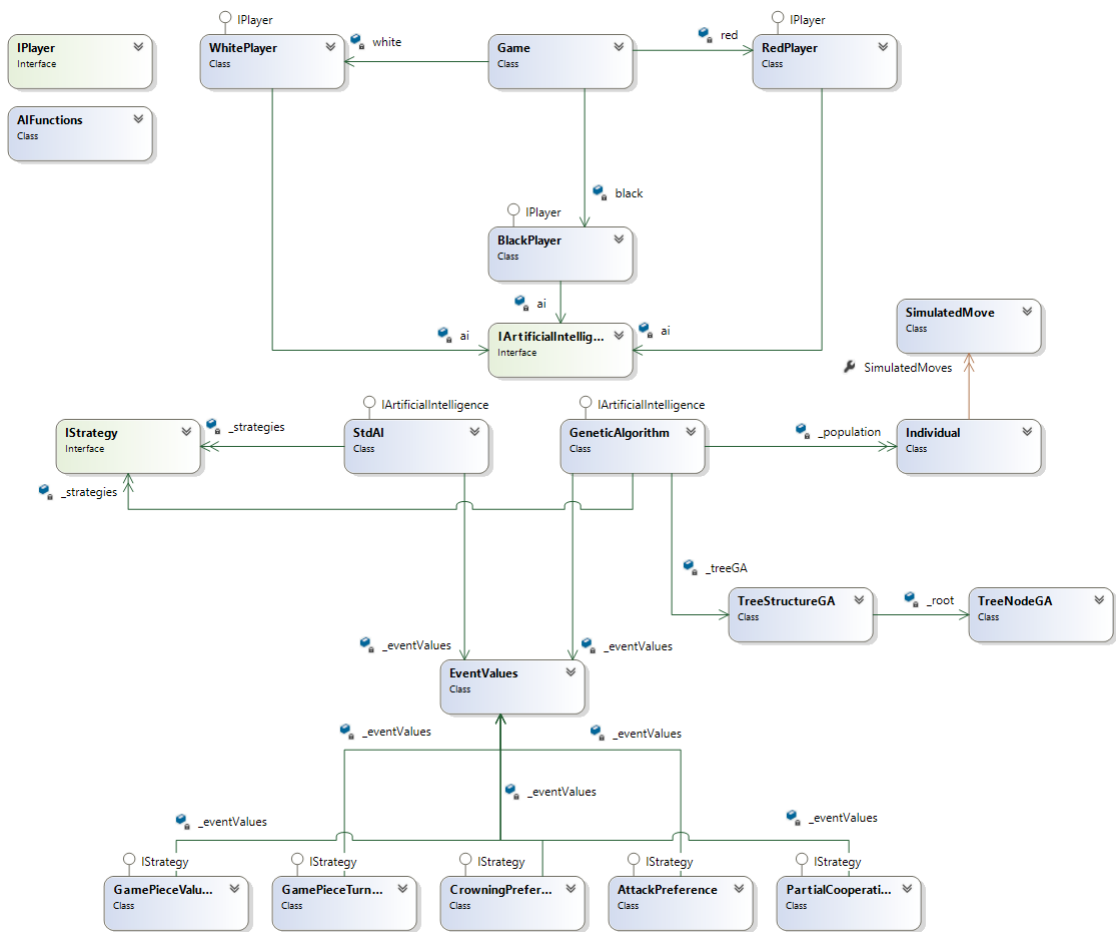 IPlayer
IPlayer
IPlayer
Interface
WhitePlayer
Class
white
Game
Class
red
RedPlayer
Class
AIFunctions
Class
black
IPlayer
BlackPlayer
Class
ai
ai
IArtificialIntellig...
Interface
ai
SimulatedMove
Class
SimulatedMoves
IArtificialIntelligence
IArtificialIntelligence
IStrategy
Interface
_strategies
StdAI
Class
GeneticAlgorithm
Class
_population
Individual
Class
_strategies
_treeGA
TreeStructureGA
Class
_root
TreeNodeGA
Class
_eventValues
_eventValues
EventValues
Class
_eventValues
_eventValues
_eventValues
_eventValues
_eventValues
IStrategy
IStrategy
IStrategy
IStrategy
IStrategy
GamePieceValu...
Class
GamePieceTurn...
Class
CrowningPrefer...
Class
AttackPreference
Class
PartialCooperati...
Class